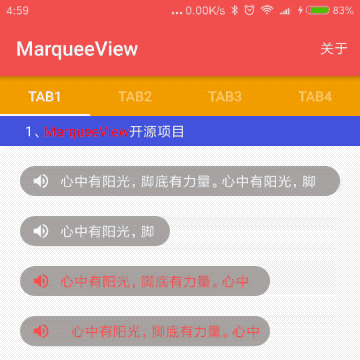 4:59 ... 0.00K/s 83%
MarqueeView 关于
TAB1 TAB2 TAB3 TAB4
1、MarqueeView开源项目
心中有阳光，脚底有力量。心中有阳光，脚
心中有阳光，脚
心中有阳光，脚底有力量。心中
心中有阳光，脚底有力量。心中